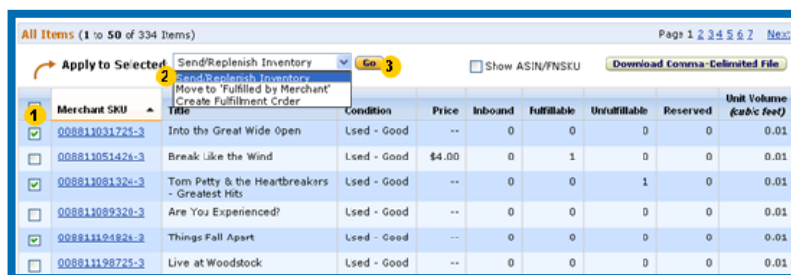 All Items (1 to 50 of 334 Items) Page 1 2 3 4 5 6 7 Next
Apply to Selected Send/Replenish Inventory Go 3 Show ASIN/FNSKU Download Comma-Delimited File
2 Send/Replenish Inventory
Move to 'Fulfilled by Merchant'
Create Fulfillment Order
1 Merchant SKU Title Condition Price Inbound Fulfillable Unfulfillable Reserved Unit Volume (cubic feet)
008811031725-3 Into the Great Wide Open Used - Good -- 0 0 0 0 0.01
008811051426-3 Break Like the Wind Used - Good $4.00 0 1 0 0 0.01
008811081324-3 Tom Petty & the Heartbreakers Used - Good -- 0 0 1 0 0.01
- Greatest Hits
008811089320-3 Are You Experienced? Used - Good -- 0 0 0 0 0.01
008811194826-3 Things Fall Apart Used - Good -- 0 0 0 0 0.01
008811198725-3 Live at Woodstock Used - Good -- 0 0 0 0 0.01